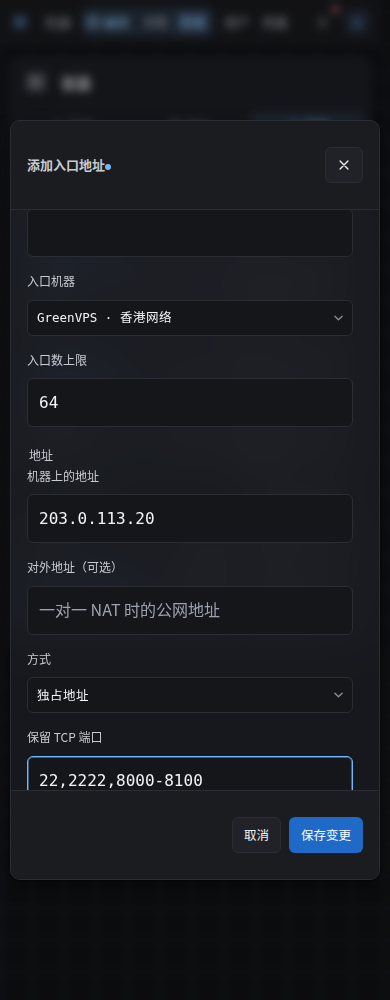 添加入口地址
入口机器
GreenVPS · 香港网络
入口数上限
64
地址
机器上的地址
203.0.113.20
对外地址（可选）
一对一 NAT 时的公网地址
方式
独占地址
保留 TCP 端口
22,2222,8000-8100
取消
保存变更